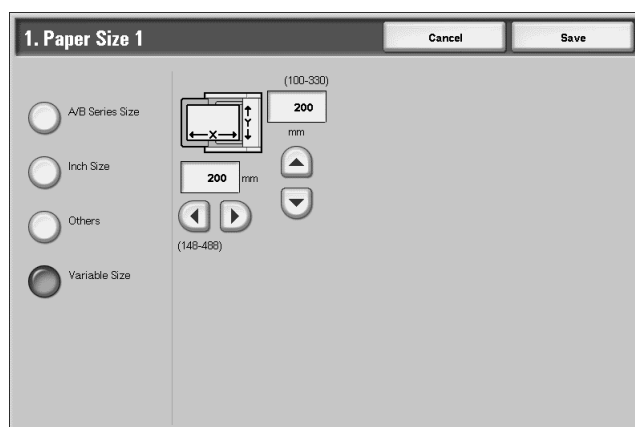 1. Paper Size 1
Cancel
Save
A/B Series Size
Inch Size
Others
Variable Size
(100-330)
200
mm
Y
X
200 mm
(148-488)